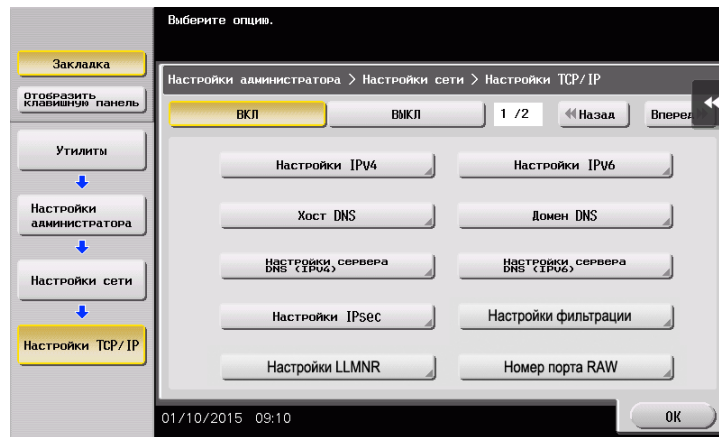 Выберите опцию.
Закладка
Отобразить
клавишную панель
Утилиты
Настройки
администратора
Настройки сети
Настройки TCP/IP
Настройки администратора > Настройки сети > Настройки TCP/IP
ВКЛ ВЫКЛ 1 /2 Назад Вперед
Настройки IPv4 Настройки IPv6
Хост DNS Домен DNS
Настройки сервера DNS (IPv4)
Настройки сервера DNS (IPv6)
Настройки IPsec Настройки фильтрации
Настройки LLMNR Номер порта RAW
01/10/2015 09:10 OK